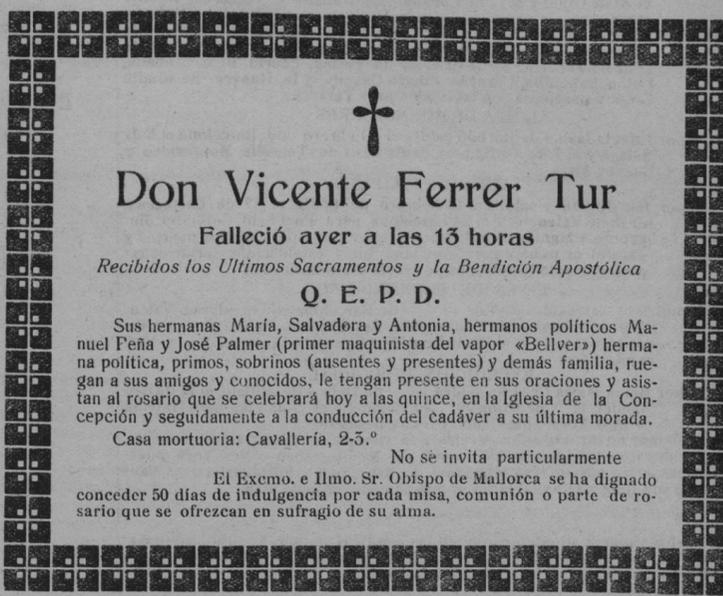 Don Vicente Ferrer Tur
Falleció ayer a las 13 horas
Recibidos los Ultimos Sacramentos y la Bendición Apostólica
Q. E. P. D.
Sus hermanas María, Salvadora y Antonia, hermanos políticos Ma-
nuel Peña y José Palmer (primer maquinista del vapor «Bellver») herma-
na política, primos, sobrinos (ausentes y presentes) y demás familia, rue-
gan a sus amigos y conocidos, le tengan presente en sus oraciones y asis-
tan al rosario que se celebrará hoy a las quince, en la Iglesia de la Con-
cepción y seguidamente a la conducción del cadáver a su última morada.
Casa mortuoria: Cavallería, 2-3.º
No se invita particularmente
El Excmo. e Ilmo. Sr. Obispo de Mallorca se ha dignado
conceder 50 días de indulgencia por cada misa, comunión o parte de ro-
sario que se ofrezcan en sufragio de su alma.